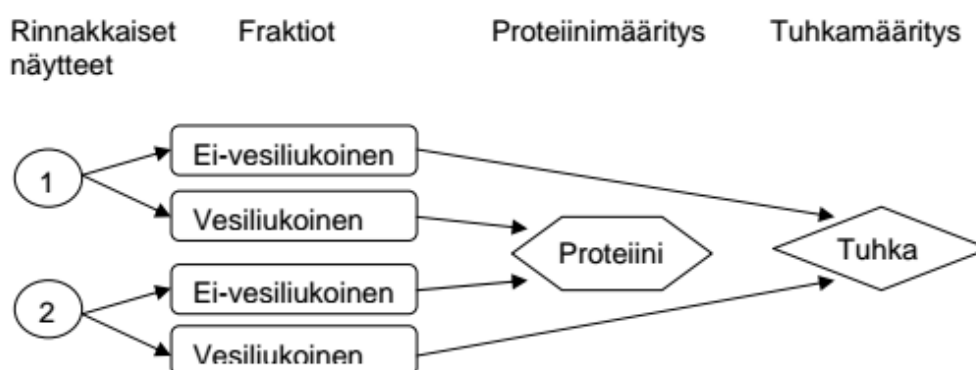 Rinnakkaiset näytteet
Fraktiot
Proteiinimääritys
Tuhkamääritys
1
Ei-vesiliukoinen
Vesiliukoinen
Proteiini
Tuhka
2
Ei-vesiliukoinen
Vesiliukoinen